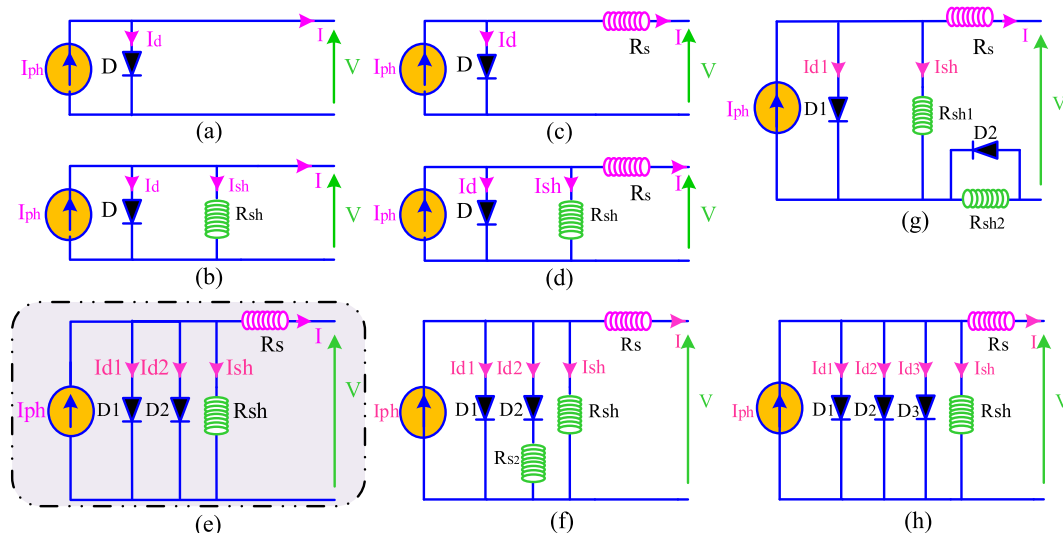 Iph
Id
D
I
V
(a)
Iph
Id
D
Rs
I
V
(c)
Iph
Id1
D1
Ish
Rsh1
Rs
I
V
D2
Rsh2
(g)
Iph
Id
D
Ish
Rsh
I
V
(b)
Iph
Id
D
Ish
Rsh
Rs
I
V
(d)
Iph
Id1
Id2
Ish
D1
D2
Rsh
Rs
I
V
(e)
Iph
Id1
Id2
Ish
D1
D2
Rsh
RS2
Rs
I
V
(f)
Iph
Id1
Id2
Id3
Ish
D1
D2
D3
Rsh
Rs
I
V
(h)